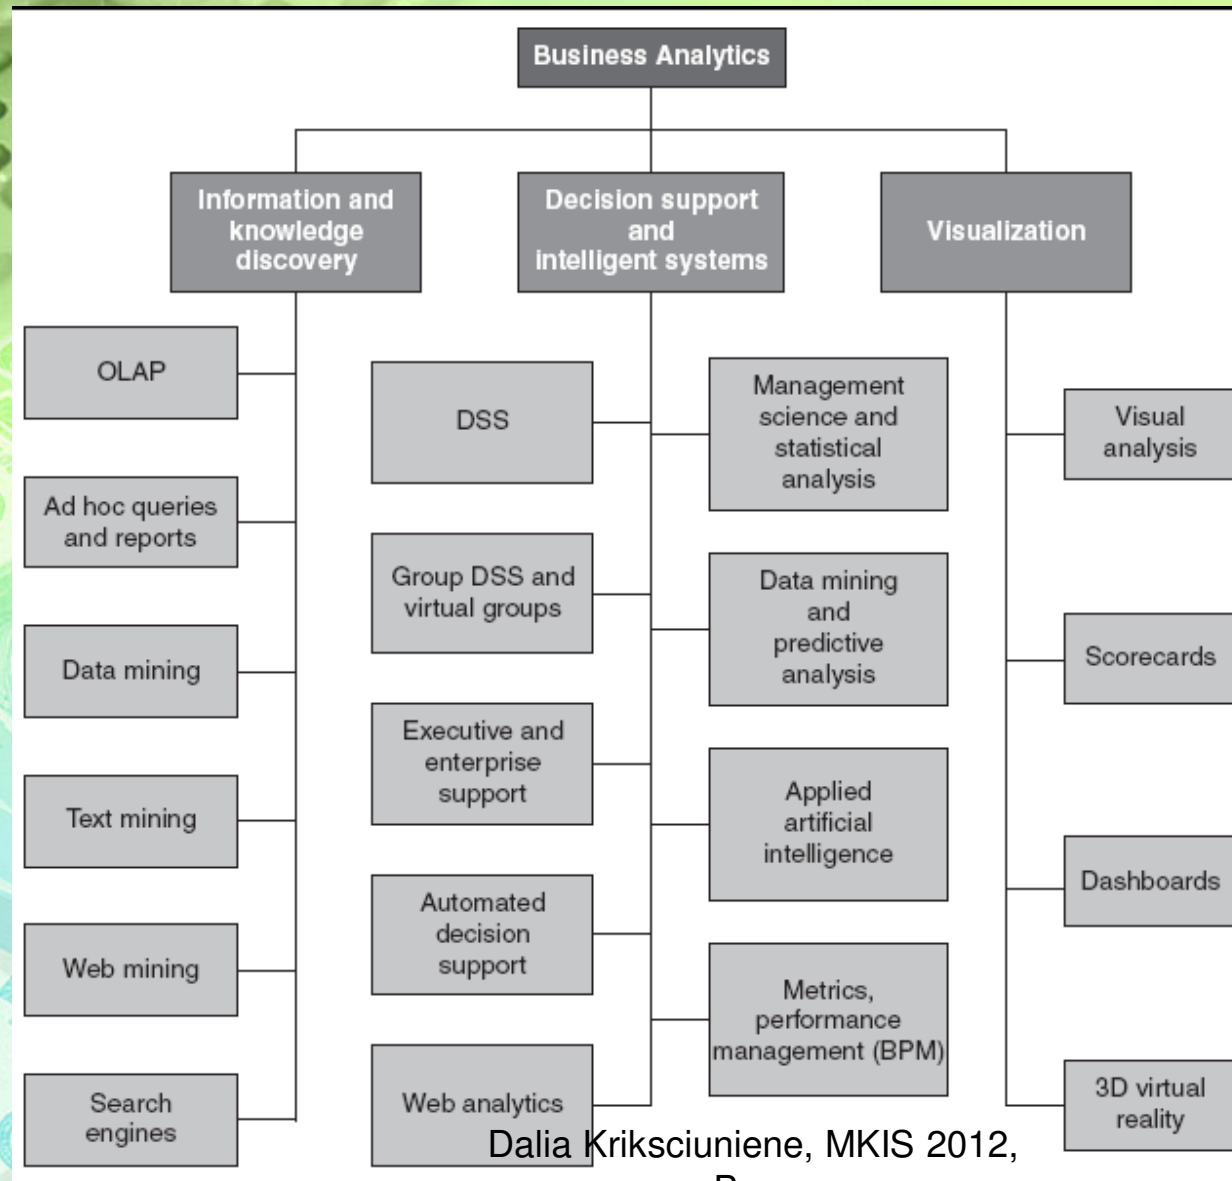 Business Analytics
Information and
knowledge
discovery
Decision support
and
intelligent systems
Visualization
OLAP
Ad hoc queries
and reports
Data mining
Text mining
Web mining
Search
engines
DSS
Group DSS and
virtual groups
Executive and
enterprise
support
Automated
decision
support
Web analytics
Management
science and
statistical
analysis
Data mining
and
predictive
analysis
Applied
artificial
intelligence
Metrics,
performance
management (BPM)
Visual
analysis
Scorecards
Dashboards
3D virtual
reality
Dalia Kriksciuniene, MKIS 2012,